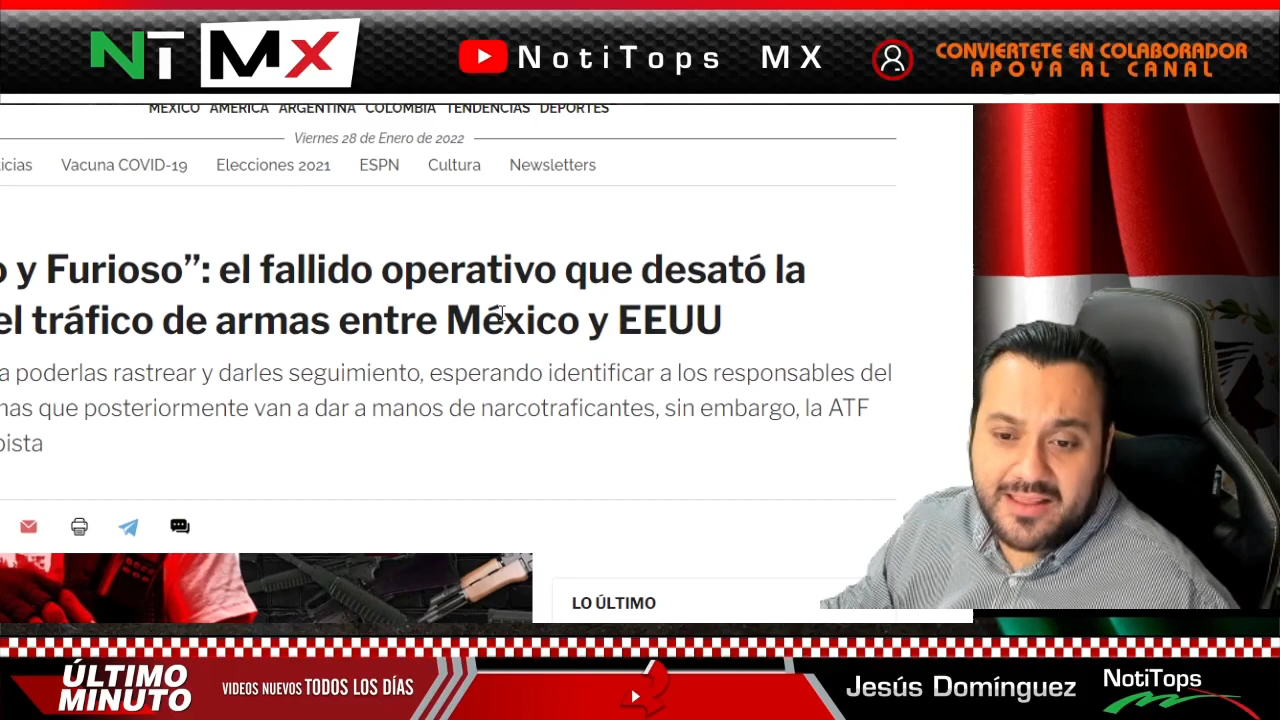 NT MX
NotiTops MX
CONVIERTETE EN COLABORADOR
APOYA AL CANAL
MÉXICO AMÉRICA ARGENTINA COLOMBIA TENDENCIAS DEPORTES
Viernes 28 de Enero de 2022
icias Vacuna COVID-19 Elecciones 2021 ESPN Cultura Newsletters
o y Furioso”: el fallido operativo que desató la
el tráfico de armas entre México y EEUU
a poderlas rastrear y darles seguimiento, esperando identificar a los responsables del
nas que posteriormente van a dar a manos de narcotraficantes, sin embargo, la ATF
pista
LO ÚLTIMO
ÚLTIMO
MINUTO
VIDEOS NUEVOS TODOS LOS DÍAS
Jesús Domínguez
NotiTops